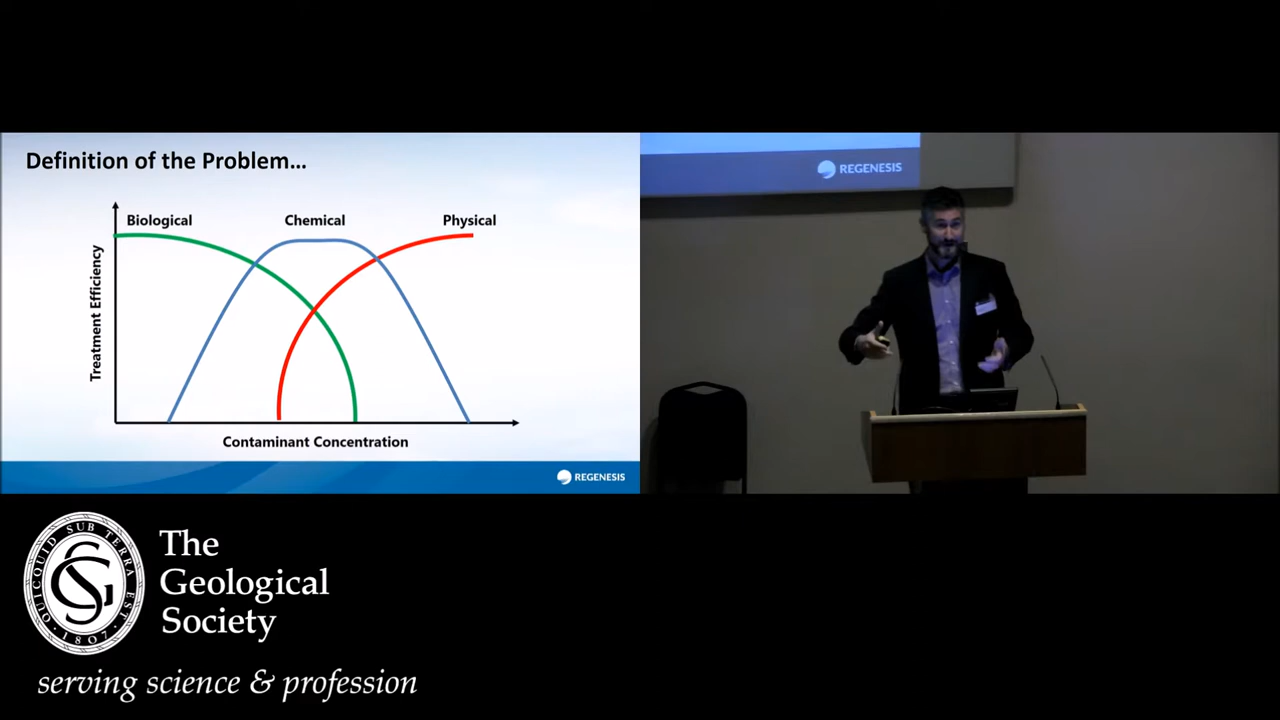 Definition of the Problem...
Biological
Chemical
Physical
Treatment Efficiency
Contaminant Concentration
REGENESIS
REGENESIS
QUICQUID SUB TERRA EST
· 1807 ·
The
Geological
Society
serving science & profession